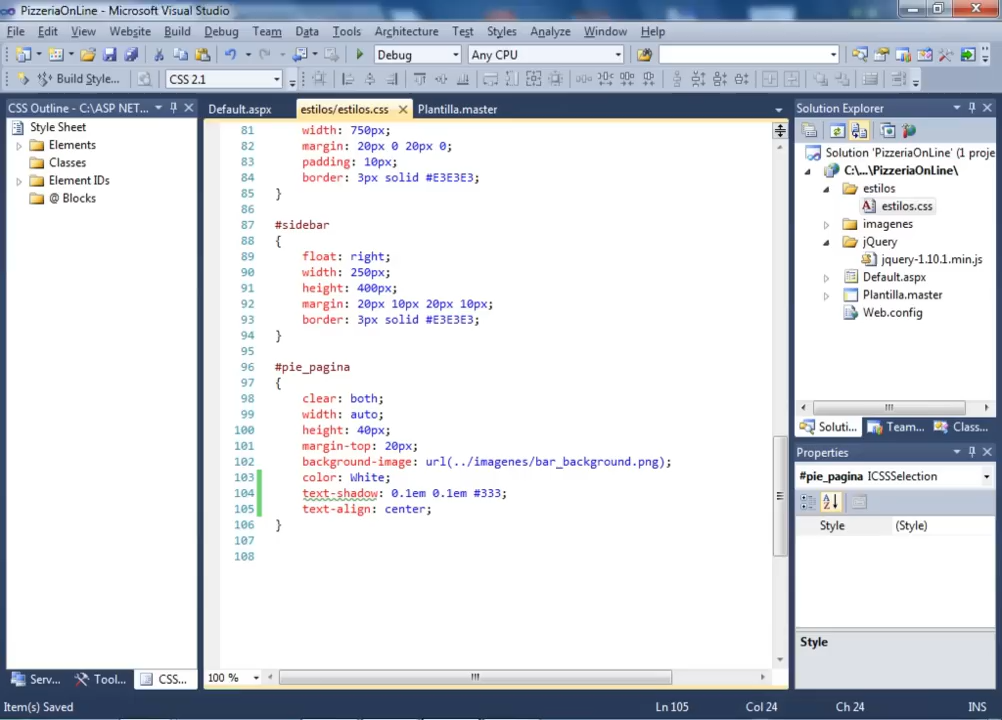 PizzeriaOnLine - Microsoft Visual Studio
File Edit View Website Build Debug Team Data Tools Architecture Test Styles Analyze Window Help
Debug Any CPU
Build Style... CSS 2.1
CSS Outline - C:\ASP NET...
Style Sheet
Elements
Classes
Element IDs
@ Blocks
Serv... Tool... CSS...
Default.aspx estilos/estilos.css Plantilla.master
81 width: 750px;
82 margin: 20px 0 20px 0;
83 padding: 10px;
84 border: 3px solid #E3E3E3;
85 }
86
87 #sidebar
88 {
89 float: right;
90 width: 250px;
91 height: 400px;
92 margin: 20px 10px 20px 10px;
93 border: 3px solid #E3E3E3;
94 }
95
96 #pie_pagina
97 {
98 clear: both;
99 width: auto;
100 height: 40px;
101 margin-top: 20px;
102 background-image: url(../imagenes/bar_background.png);
103 color: White;
104 text-shadow: 0.1em 0.1em #333;
105 text-align: center;
106 }
107
108
100 %
Solution Explorer
Solution 'PizzeriaOnLine' (1 proje
C:\...\PizzeriaOnLine\
estilos
estilos.css
imagenes
jQuery
jquery-1.10.1.min.js
Default.aspx
Plantilla.master
Web.config
Soluti... Team... Class...
Properties
#pie_pagina ICSSSelection
Style (Style)
Style
Item(s) Saved Ln 105 Col 24 Ch 24 INS